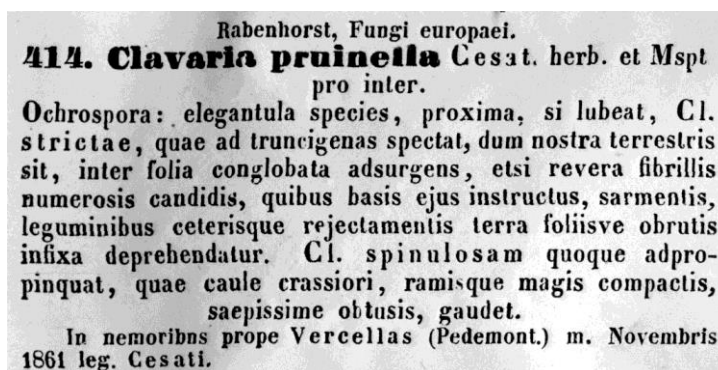 Rabenhorst, Fungi europaei.
414. Clavaria pruinella Cesat. herb. et Mspt
pro inter.
Ochrospora: elegantula species, proxima, si lubeat, Cl.
strictae, quae ad truncigenas spectat, dum nostra terrestris
sit, inter folia conglobata adsurgens, etsi revera fibrillis
numerosis candidis, quibus basis ejus instructus, sarmentis,
leguminibus ceterisque rejectamentis terra foliisve obrutis
infixa deprehendatur. Cl. spinulosam quoque adpro-
pinquat, quae caule crassiori, ramisque magis compactis,
saepissime obtusis, gaudet.
In nemoribns prope Vercellas (Pedemont.) m. Novembris
1861 leg. Cesati.